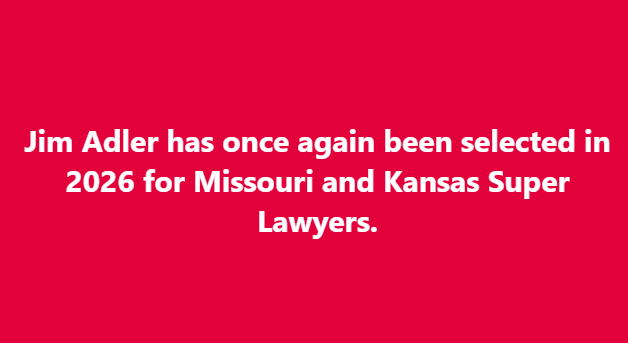 Jim Adler has once again been selected in
2026 for Missouri and Kansas Super
Lawyers.